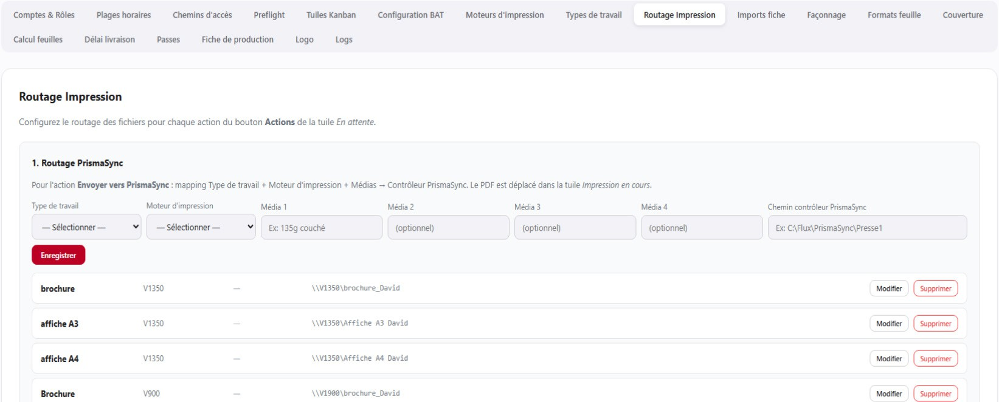 Comptes & Rôles Plages horaires Chemins d'accès Preflight Tuiles Kanban Configuration BAT Moteurs d'impression Types de travail Routage Impression Imports fiche Façonnage Formats feuille Couverture
Calcul feuilles Délai livraison Passes Fiche de production Logo Logs
Routage Impression
Configurez le routage des fichiers pour chaque action du bouton Actions de la tuile En attente.
1. Routage PrismaSync
Pour l'action Envoyer vers PrismaSync : mapping Type de travail + Moteur d'impression + Médias → Contrôleur PrismaSync. Le PDF est déplacé dans la tuile Impression en cours.
Type de travail Moteur d'impression Média 1 Média 2 Média 3 Média 4 Chemin contrôleur PrismaSync
— Sélectionner — — Sélectionner — Ex: 135g couché (optionnel) (optionnel) (optionnel) Ex: C:\Flux\PrismaSync\Presse1
Enregistrer
brochure V1350 — \\V1350\brochure_David Modifier Supprimer
affiche A3 V1350 — \\V1350\Affiche A3 David Modifier Supprimer
affiche A4 V1350 — \\V1350\Affiche A4 David Modifier Supprimer
Brochure V900 — \\V1900\brochure_David Modifier Supprimer